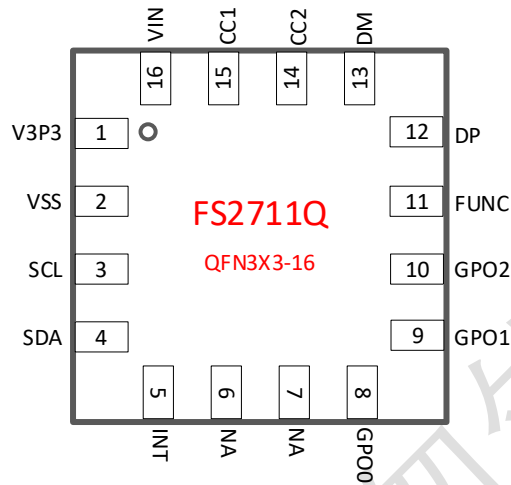 VIN CC1 CC2 DM
16 15 14 13
V3P3 1 12 DP
VSS 2 11 FUNC
FS2711Q
QFN3X3-16
SCL 3 10 GPO2
SDA 4 9 GPO1
5 6 7 8
INT NA NA GPO0